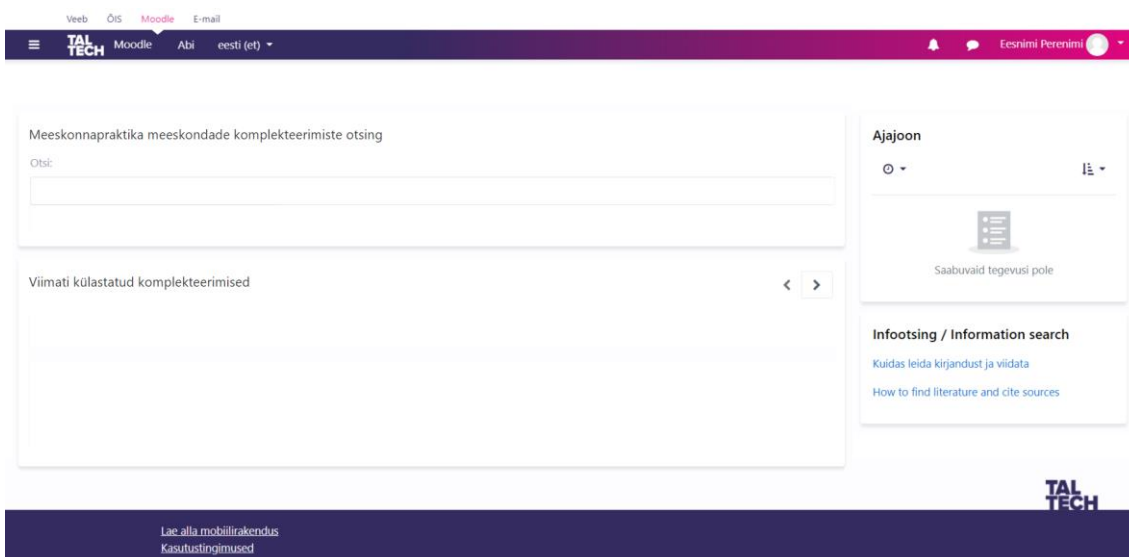 Veeb ÕIS Moodle E-mail
TAL TECH Moodle Abi eesti (et) Eesnimi Perenimi
Meeskonnapraktika meeskondade komplekteerimiste otsing
Otsi:
Viimati külastatud komplekteerimised
Ajajoon
Saabuvaid tegevusi pole
Infootsing / Information search
Kuidas leida kirjandust ja viidata
How to find literature and cite sources
TAL
TECH
Lae alla mobiilirakendus
Kasutustingimused